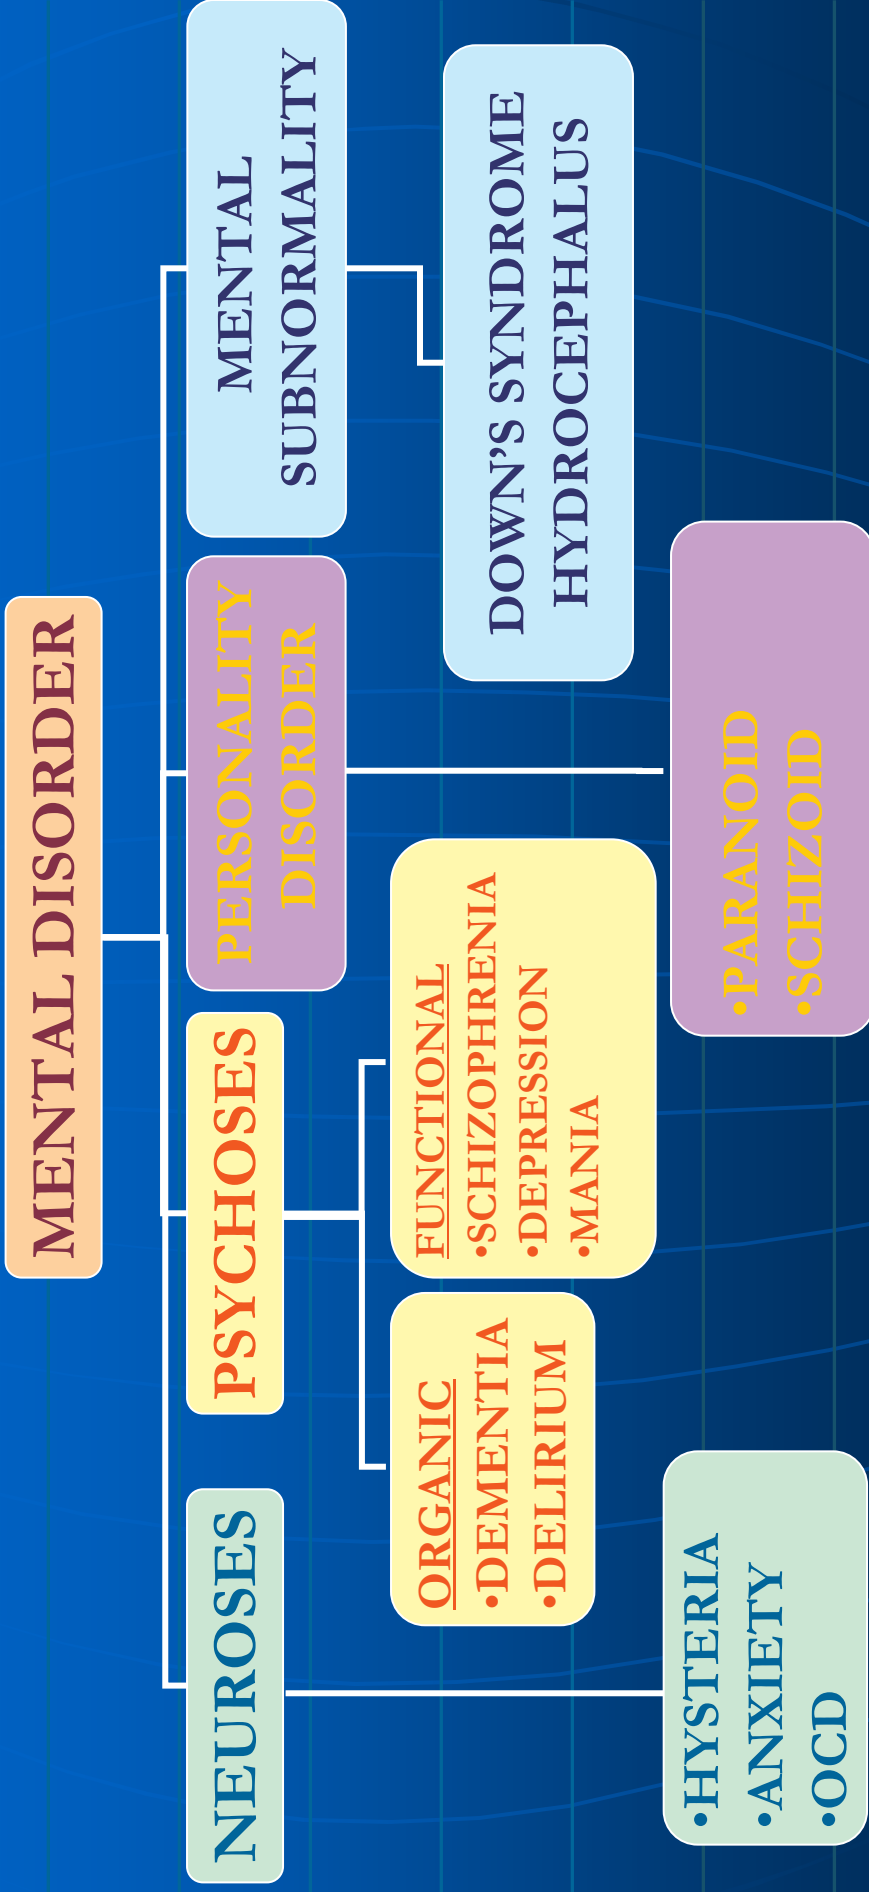 MENTAL DISORDER
NEUROSES
PSYCHOSES
PERSONALITY
DISORDER
MENTAL
SUBNORMALITY
ORGANIC
•DEMENTIA
•DELIRIUM
FUNCTIONAL
•SCHIZOPHRENIA
•DEPRESSION
•MANIA
DOWN’S SYNDROME
HYDROCEPHALUS
•HYSTERIA
•ANXIETY
•OCD
•PARANOID
•SCHIZOID